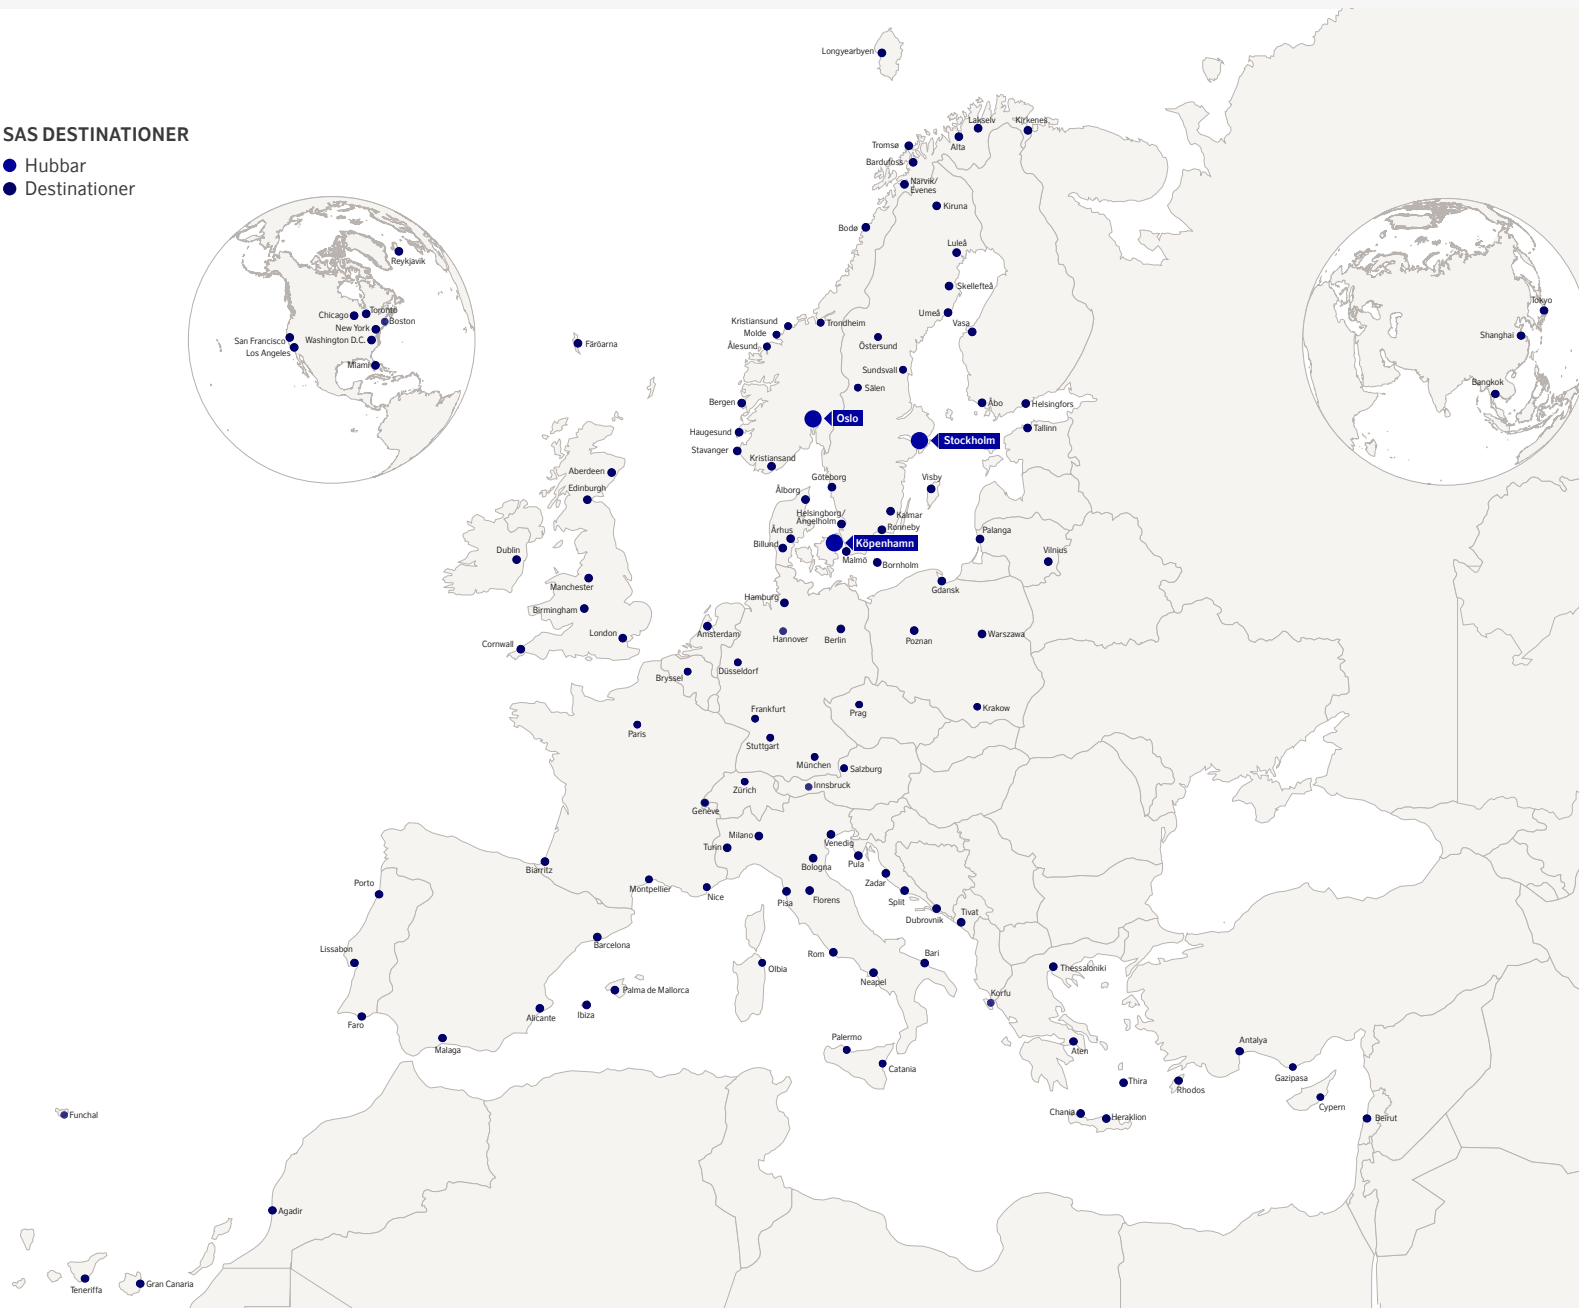 SAS DESTINATIONER
Hubbar
Destinationer
Longyearbyen
Lakselv
Kirkenes
Alta
Tromsø
Bardufoss
Narvik/
Evenes
Kiruna
Bodø
Luleå
Skellefteå
Umeå
Vasa
Kristiansund
Trondheim
Molde
Ålesund
Östersund
Sundsvall
Sälen
Färöarna
Bergen
Åbo
Helsingfors
Oslo
Tallinn
Haugesund
Stockholm
Stavanger
Kristiansand
Aberdeen
Göteborg
Visby
Edinburgh
Ålborg
Helsingborg/
Ängelholm
Kalmar
Ronneby
Århus
Palanga
Billund
Köpenhamn
Dublin
Malmö
Bornholm
Vilnius
Manchester
Gdansk
Hamburg
Birmingham
London
Amsterdam
Hannover
Berlin
Poznan
Warszawa
Cornwall
Düsseldorf
Bryssel
Frankfurt
Prag
Krakow
Paris
Stuttgart
München
Salzburg
Zürich
Innsbruck
Genève
Milano
Venedig
Turin
Bologna
Pula
Biarritz
Porto
Montpellier
Nice
Pisa
Florens
Zadar
Split
Dubrovnik
Tivat
Lissabon
Barcelona
Rom
Bari
Olbia
Neapel
Thessaloniki
Palma de Mallorca
Korfu
Ibiza
Alicante
Faro
Malaga
Palermo
Catania
Aten
Antalya
Gazipasa
Thira
Rhodos
Cypern
Chania
Heraklion
Beirut
Funchal
Agadir
Teneriffa
Gran Canaria
Reykjavik
Toronto
Chicago
Boston
New York
San Francisco
Washington D.C.
Los Angeles
Miami
Tokyo
Shanghai
Bangkok